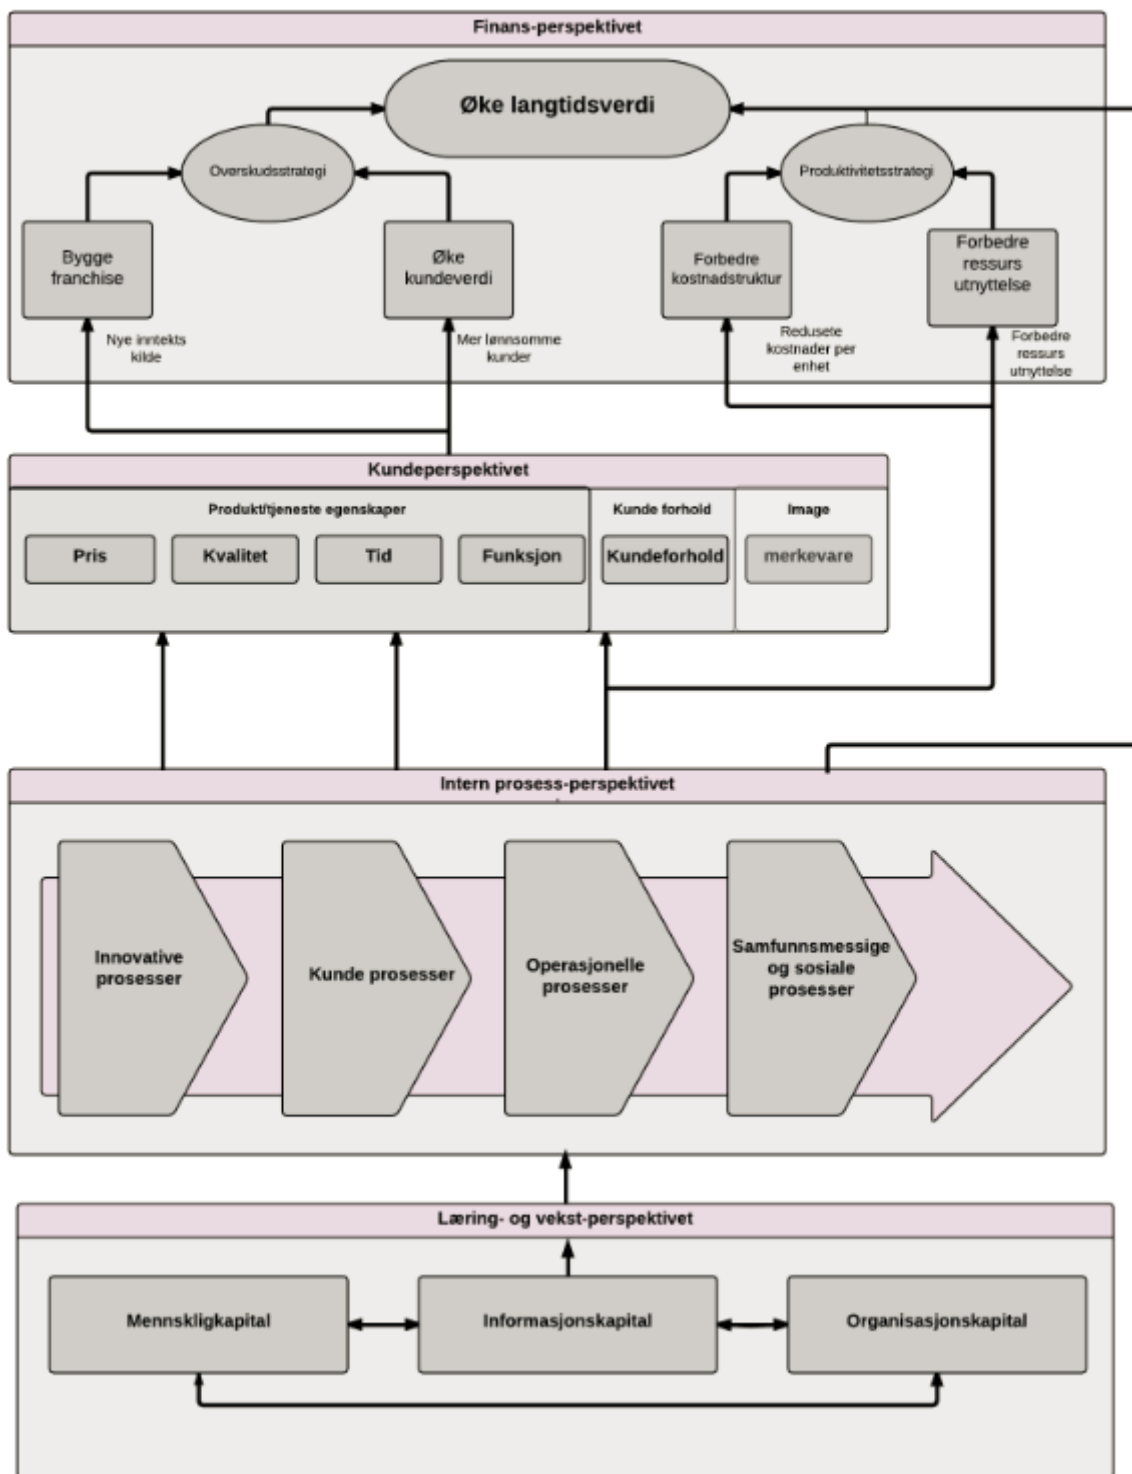 Finans-perspektivet
Øke langtidsverdi
Overskudsstrategi
Produktivitetsstrategi
Bygge
franchise
Øke
kundeverdi
Forbedre
kostnadstruktur
Forbedre
ressurs
utnyttelse
Nye inntekts
kilde
Mer lønnsomme
kunder
Redusete
kostnader per
enhet
Forbedre
ressurs
utnyttelse
Kundeperspektivet
Produkt/tjeneste egenskaper
Kunde forhold
Image
Pris
Kvalitet
Tid
Funksjon
Kundeforhold
merkevare
Intern prosess-perspektivet
Innovative
prosesser
Kunde prosesser
Operasjonelle
prosesser
Samfunnsmessige
og sosiale
prosesser
Læring- og vekst-perspektivet
Mennskligkapital
Informasjonskapital
Organisasjonskapital